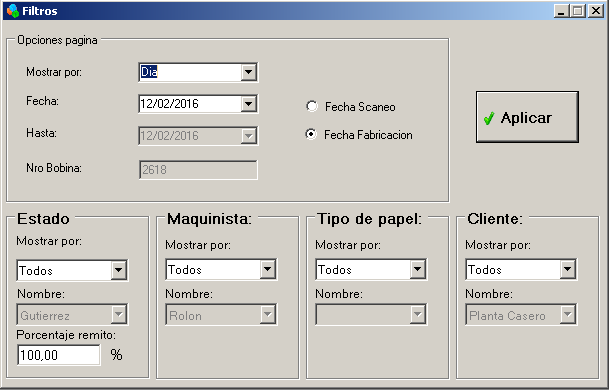 Filtros
Opciones pagina
Mostrar por: Dia
Fecha: 12/02/2016 Fecha Scaneo
Hasta: 12/02/2016 Fecha Fabricacion
Nro Bobina 2618
Aplicar
Estado Maquinista: Tipo de papel: Cliente:
Mostrar por: Mostrar por: Mostrar por: Mostrar por:
Todos Todos Todos Todos
Nombre: Nombre: Nombre: Nombre:
Gutierrez Rolon Planta Casero
Porcentaje remito:
100,00 %